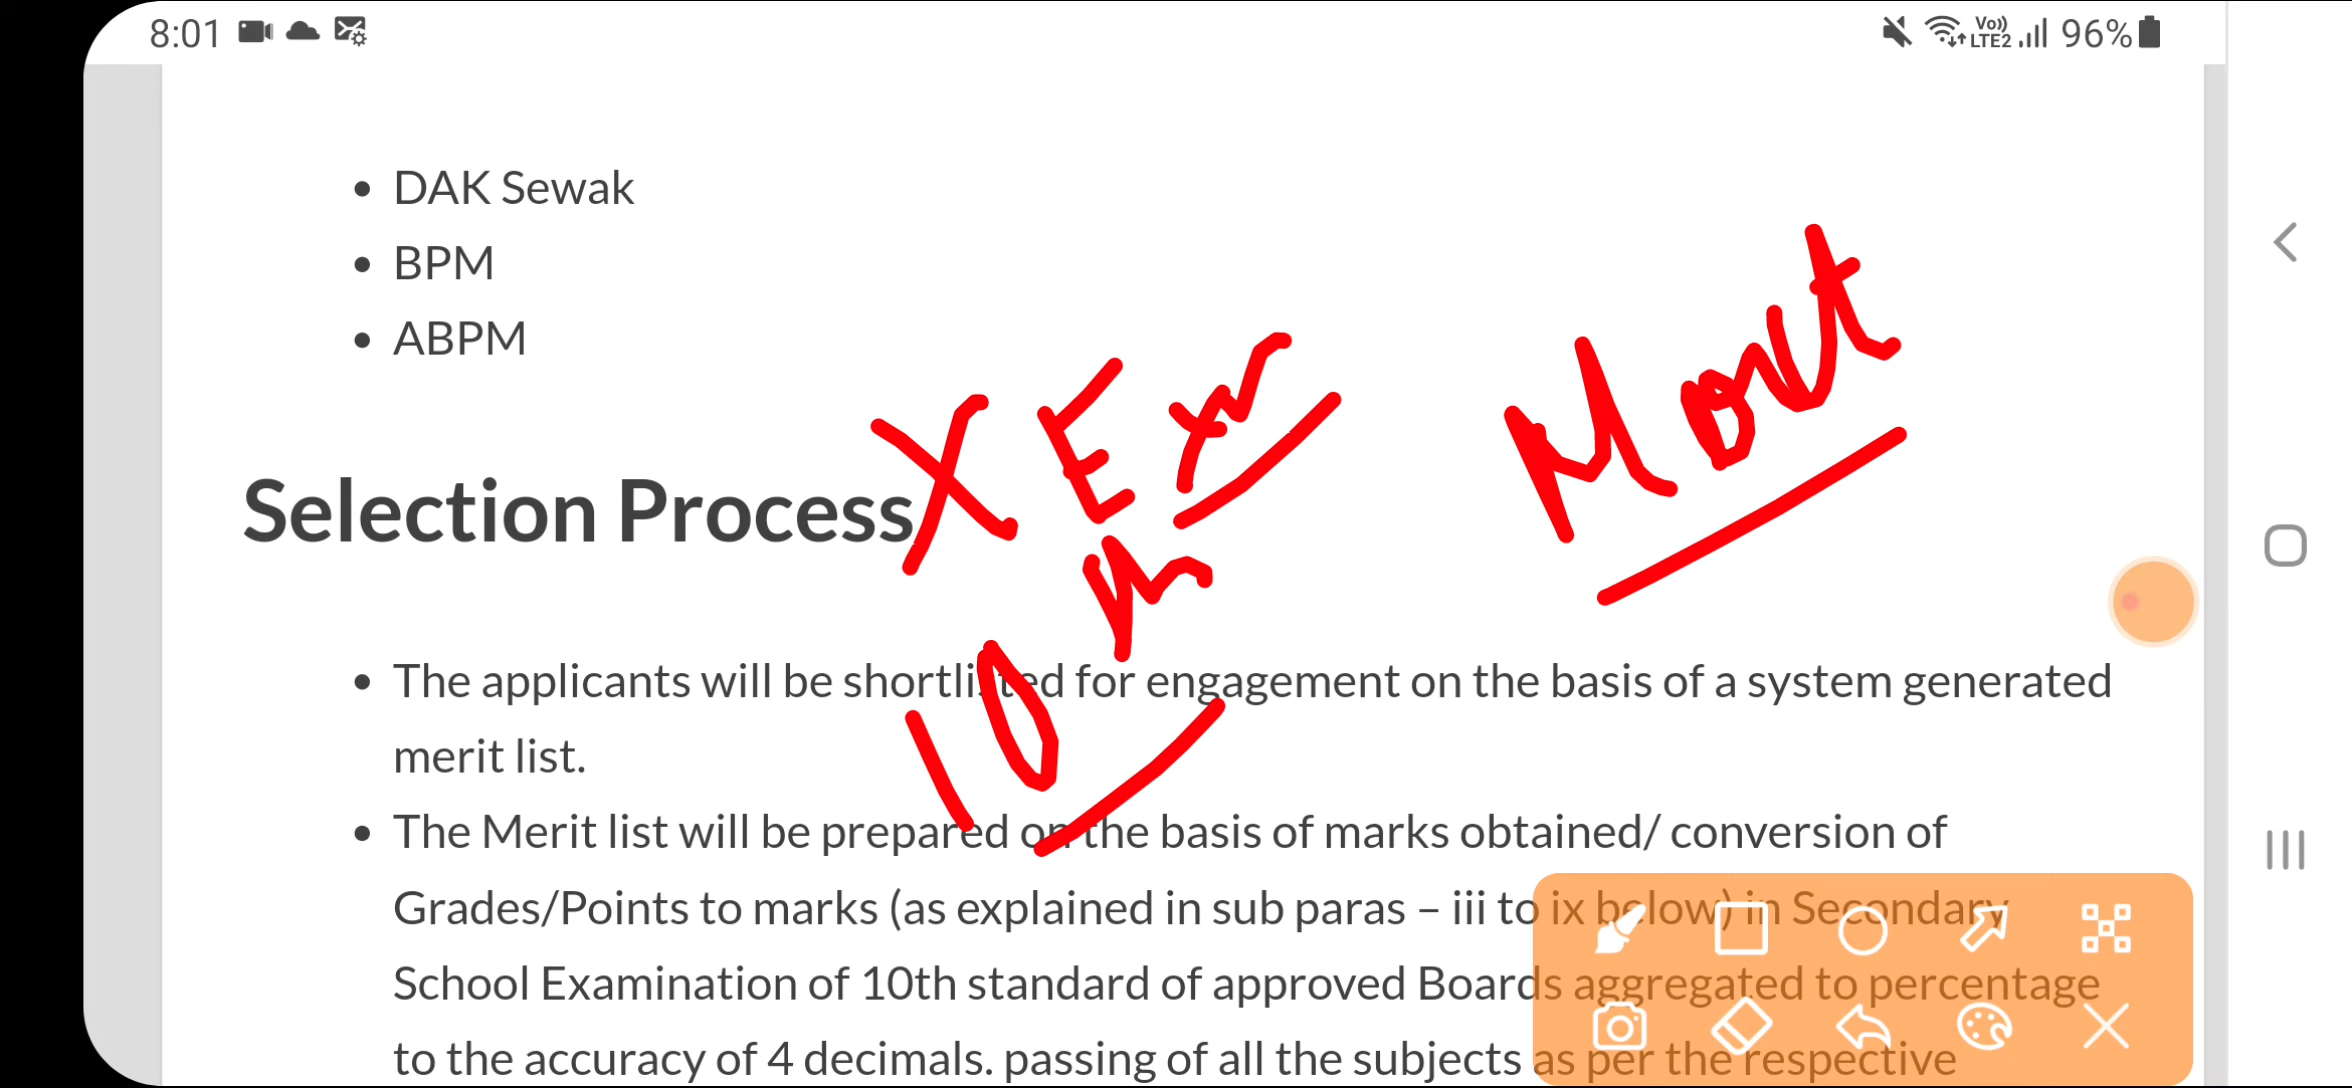 8:01 Vo)) LTE2 96%
DAK Sewak
BPM
ABPM
X Exm
Selection Process
10 th
The applicants will be shortlisted for engagement on the basis of a system generated
merit list.
The Merit list will be prepared on the basis of marks obtained/ conversion of
Grades/Points to marks (as explained in sub paras – iii to ix below) in Secondary
School Examination of 10th standard of approved Boards aggregated to percentage
to the accuracy of 4 decimals. passing of all the subjects as per the respective